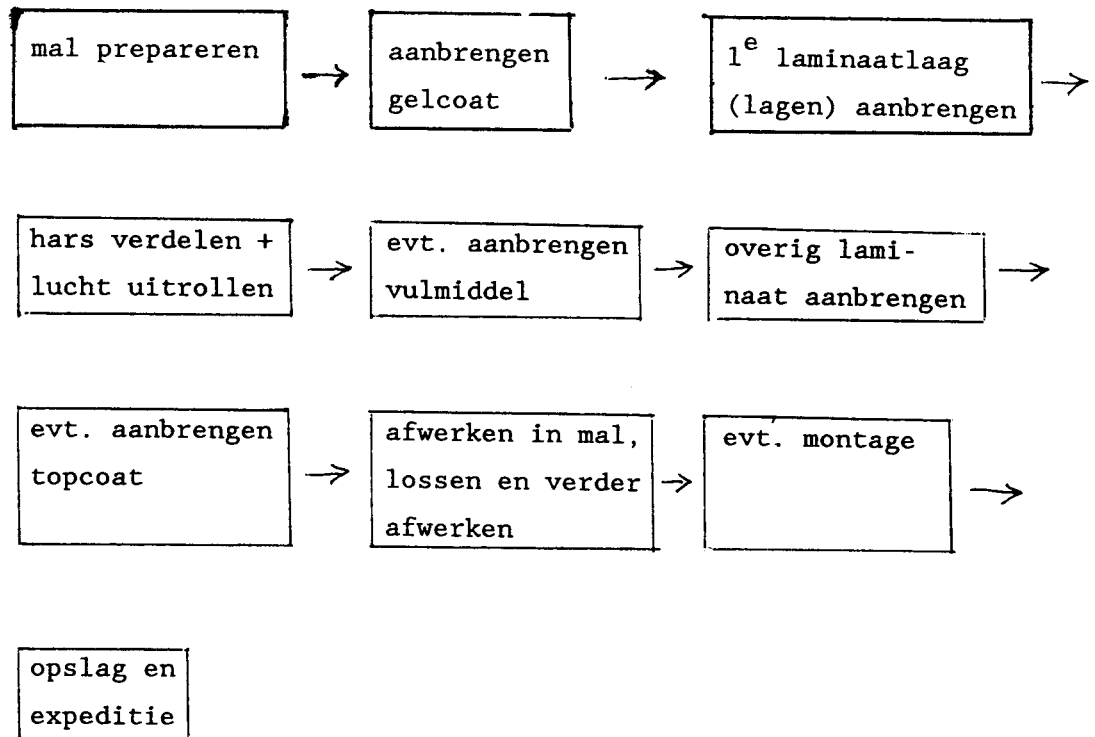 mal prepareren
aanbrengen
gelcoat
1e laminaatlaag
(lagen) aanbrengen
hars verdelen +
lucht uitrollen
evt. aanbrengen
vulmiddel
overig lami-
naat aanbrengen
evt. aanbrengen
topcoat
afwerken in mal,
lossen en verder
afwerken
evt. montage
opslag en
expeditie